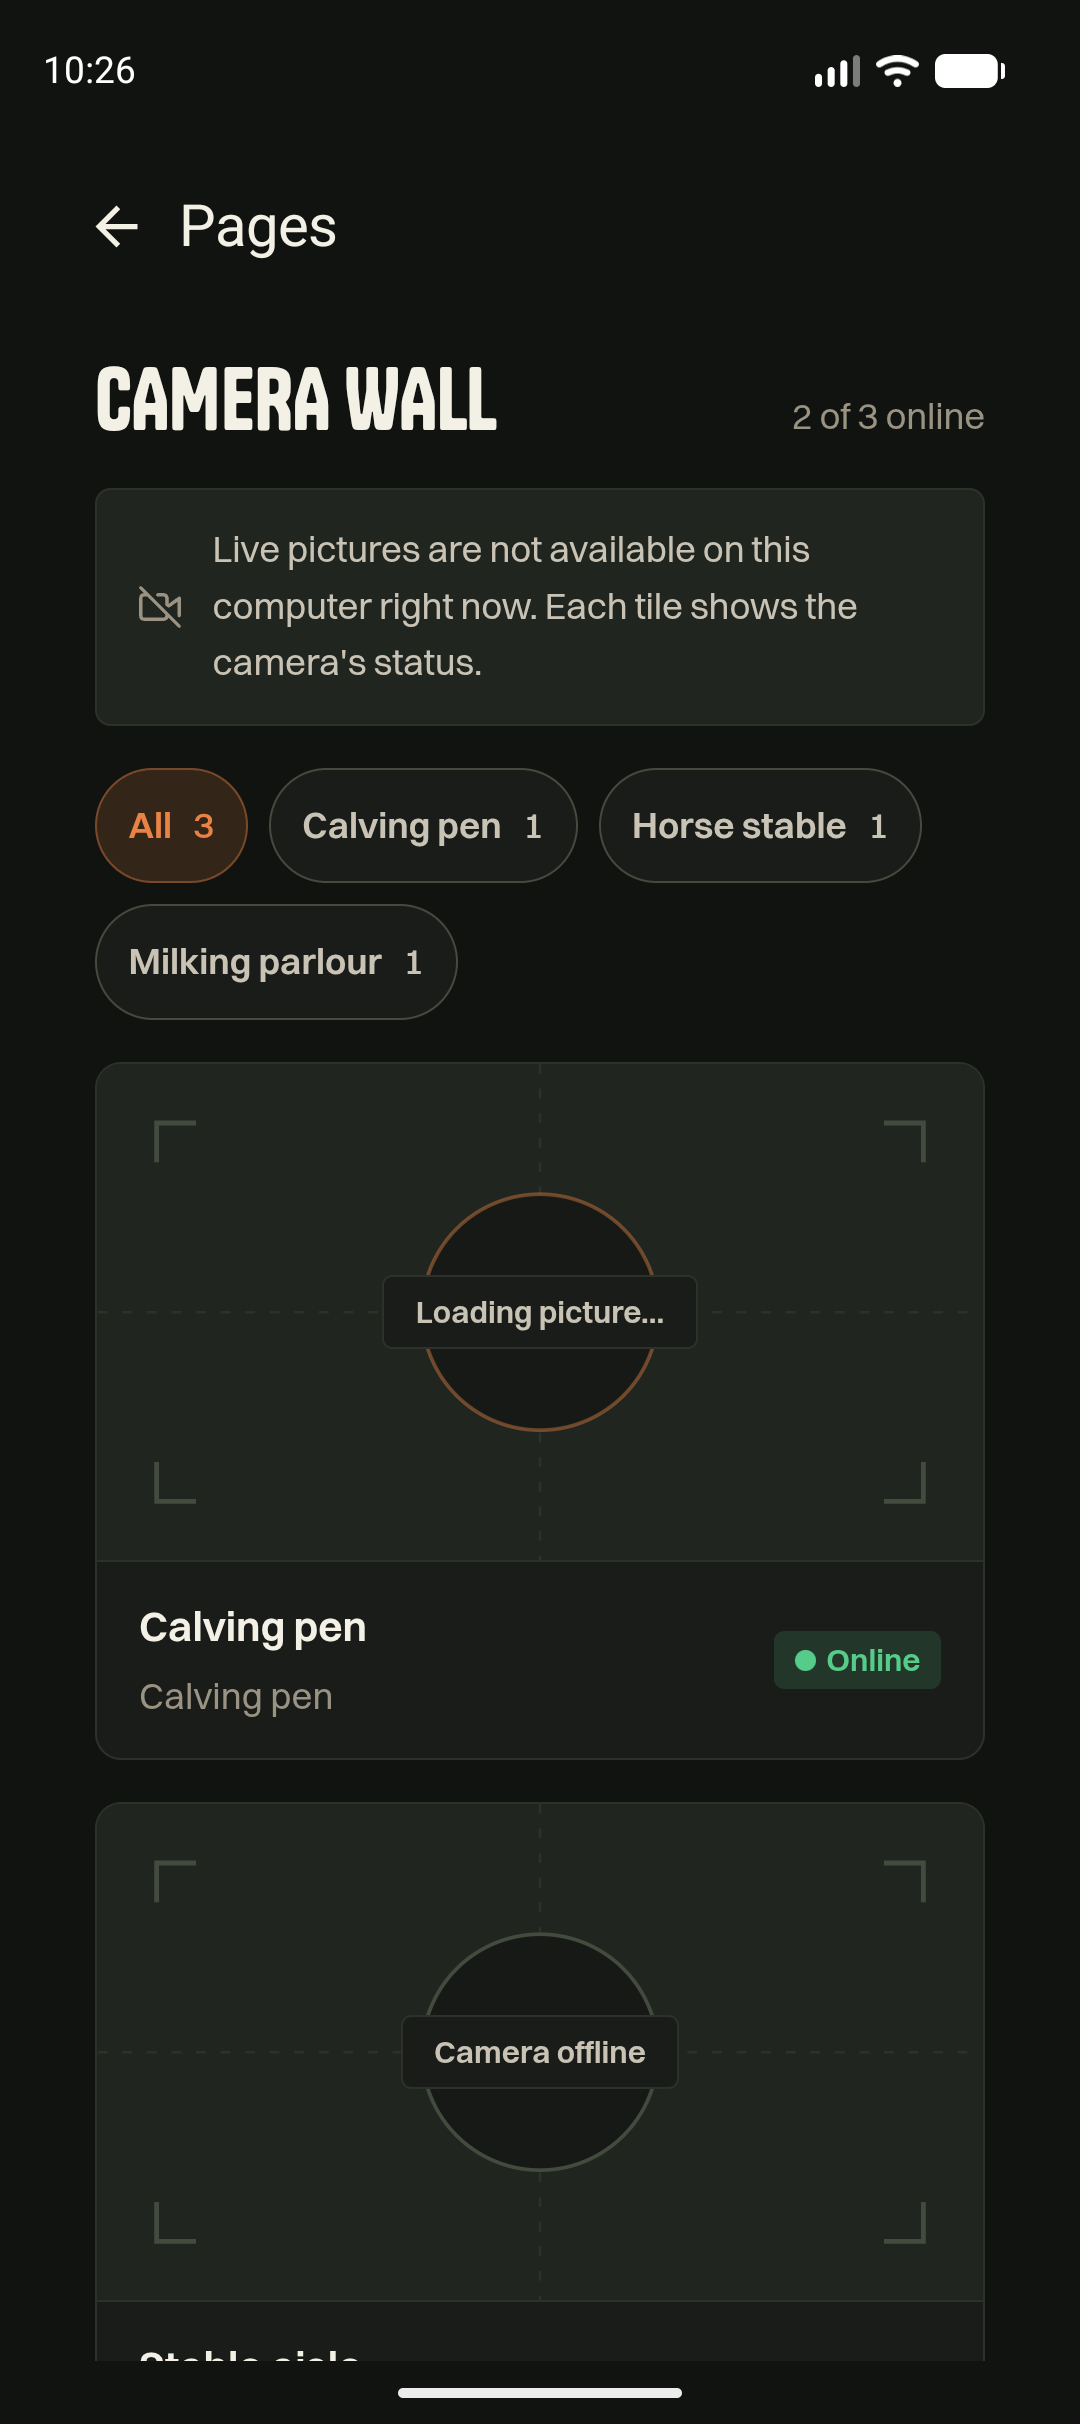 10:26
Pages
CAMERA WALL
2 of 3 online
Live pictures are not available on this
computer right now. Each tile shows the
camera's status.
All 3
Calving pen 1
Horse stable 1
Milking parlour 1
Loading picture...
Calving pen
Online
Calving pen
Camera offline
Stable aisle